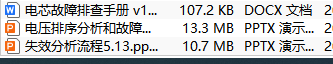 电芯故障排查手册 v1... 107.2 KB DOCX 文档
电压排序分析和故障... 13.3 MB PPTX 演示...
失效分析流程5.13.pp... 10.7 MB PPTX 演示...